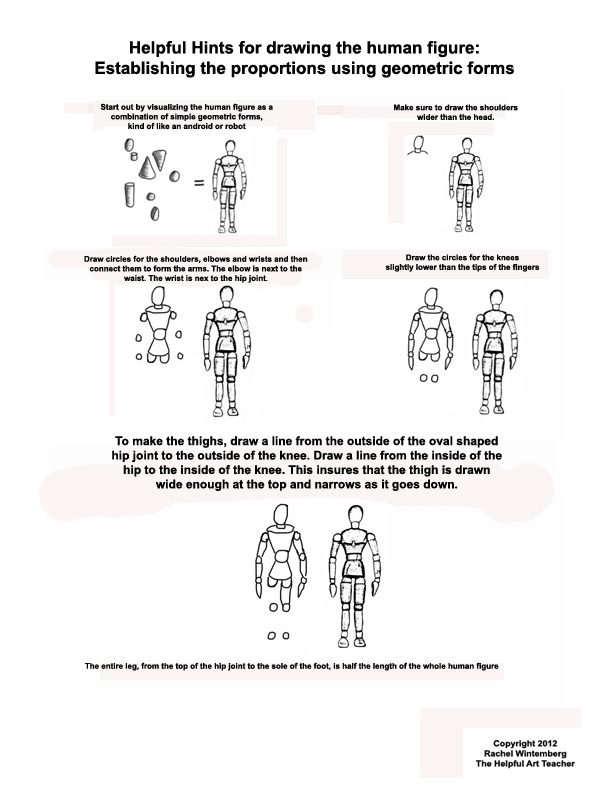 Helpful Hints for drawing the human figure:
Establishing the proportions using geometric forms
Start out by visualizing the human figure as a
combination of simple geometric forms,
kind of like an android or robot
Make sure to draw the shoulders
wider than the head.
=
Draw circles for the shoulders, elbows and wrists and then
connect them to form the arms. The elbow is next to the
waist. The wrist is nex to the hip joint.
Draw the circles for the knees
slightly lower than the tips of the fingers
To make the thighs, draw a line from the outside of the oval shaped
hip joint to the outside of the knee. Draw a line from the inside of the
hip to the inside of the knee. This insures that the thigh is drawn
wide enough at the top and narrows as it goes down.
The entire leg, from the top of the hip joint to the sole of the foot, is half the length of the whole human figure
Copyright 2012
Rachel Wintemberg
The Helpful Art Teacher